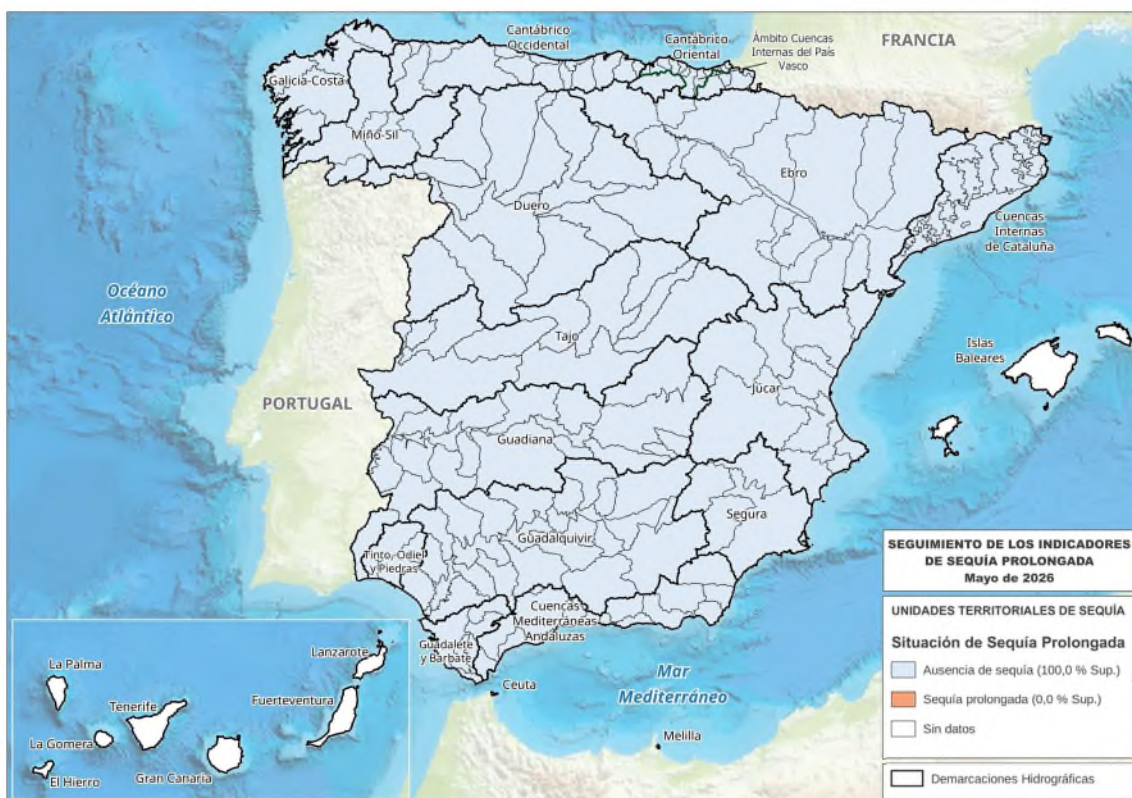 Cantábrico
Occidental
Cantábrico
Oriental
Ámbito Cuencas
Internas del País
Vasco
FRANCIA
Galicia-Costa
Miño-Sil
Ebro
Duero
Cuencas
Internas
de Cataluña
Océano
Atlántico
Tajo
Islas
Baleares
Júcar
PORTUGAL
Guadiana
Segura
Guadalquivir
Tinto, Odiel
y Piedras
Cuencas
Mediterráneas
Andaluzas
Guadalete
y Barbate
Ceuta
Mar
Mediterráneo
Melilla
Lanzarote
La Palma
Fuerteventura
Tenerife
La Gomera
El Hierro
Gran Canaria
SEGUIMIENTO DE LOS INDICADORES
DE SEQUÍA PROLONGADA
Mayo de 2026
UNIDADES TERRITORIALES DE SEQUÍA
Situación de Sequía Prolongada
Ausencia de sequía (100,0 % Sup.)
Sequía prolongada (0,0 % Sup.)
Sin datos
Demarcaciones Hidrográficas